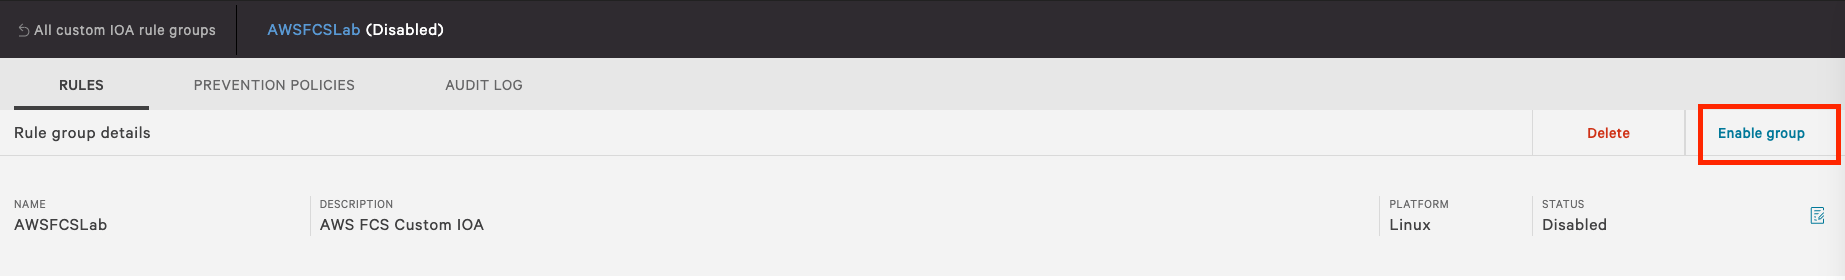 All custom IOA rule groups
AWSFCSLab (Disabled)
RULES
PREVENTION POLICIES
AUDIT LOG
Rule group details
Delete
Enable group
NAME
AWSFCSLab
DESCRIPTION
AWS FCS Custom IOA
PLATFORM
Linux
STATUS
Disabled